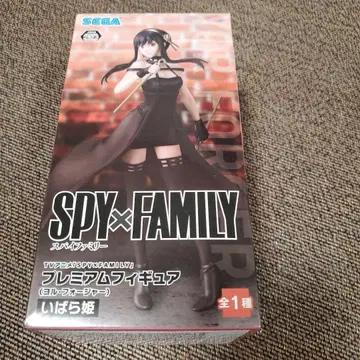 SEGA
SPY×FAMILY
スパイファミリー
TVアニメ「SPY×FAMILY」
プレミアムフィギュア
(ヨル・フォージャー)
いばら姫
全1種